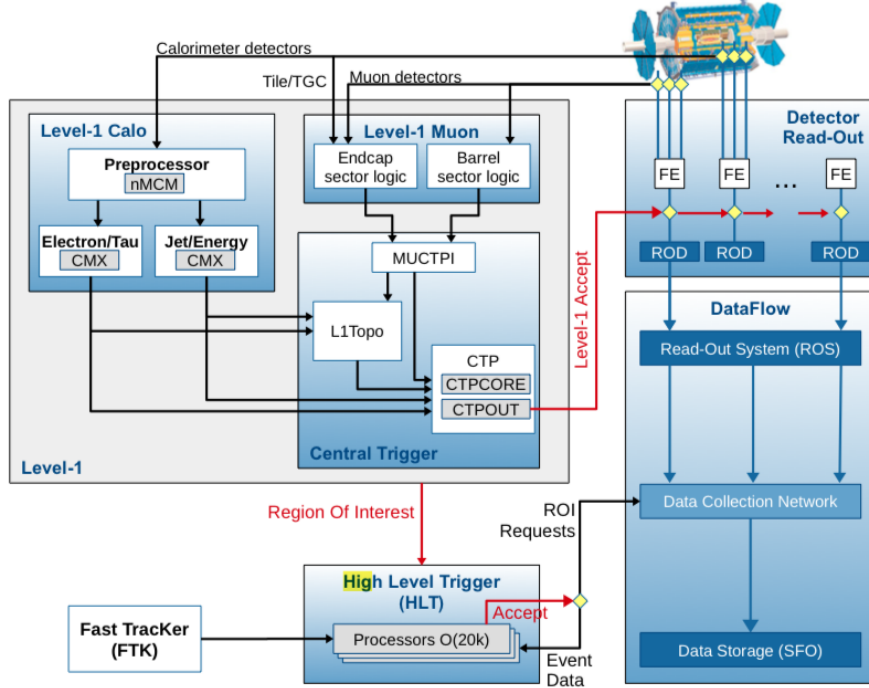 Calorimeter detectors
Tile/TGC
Muon detectors
Level-1 Calo
Preprocessor
nMCM
Electron/Tau
CMX
Jet/Energy
CMX
Level-1 Muon
Endcap
sector logic
Barrel
sector logic
MUCTPI
L1Topo
CTP
CTPCORE
CTPOUT
Central Trigger
Level-1
Level-1 Accept
Detector
Read-Out
FE
FE
...
FE
ROD
ROD
ROD
DataFlow
Read-Out System (ROS)
Data Collection Network
Data Storage (SFO)
Region Of Interest
ROI
Requests
High Level Trigger
(HLT)
Accept
Processors O(20k)
Event
Data
Fast TracKer
(FTK)